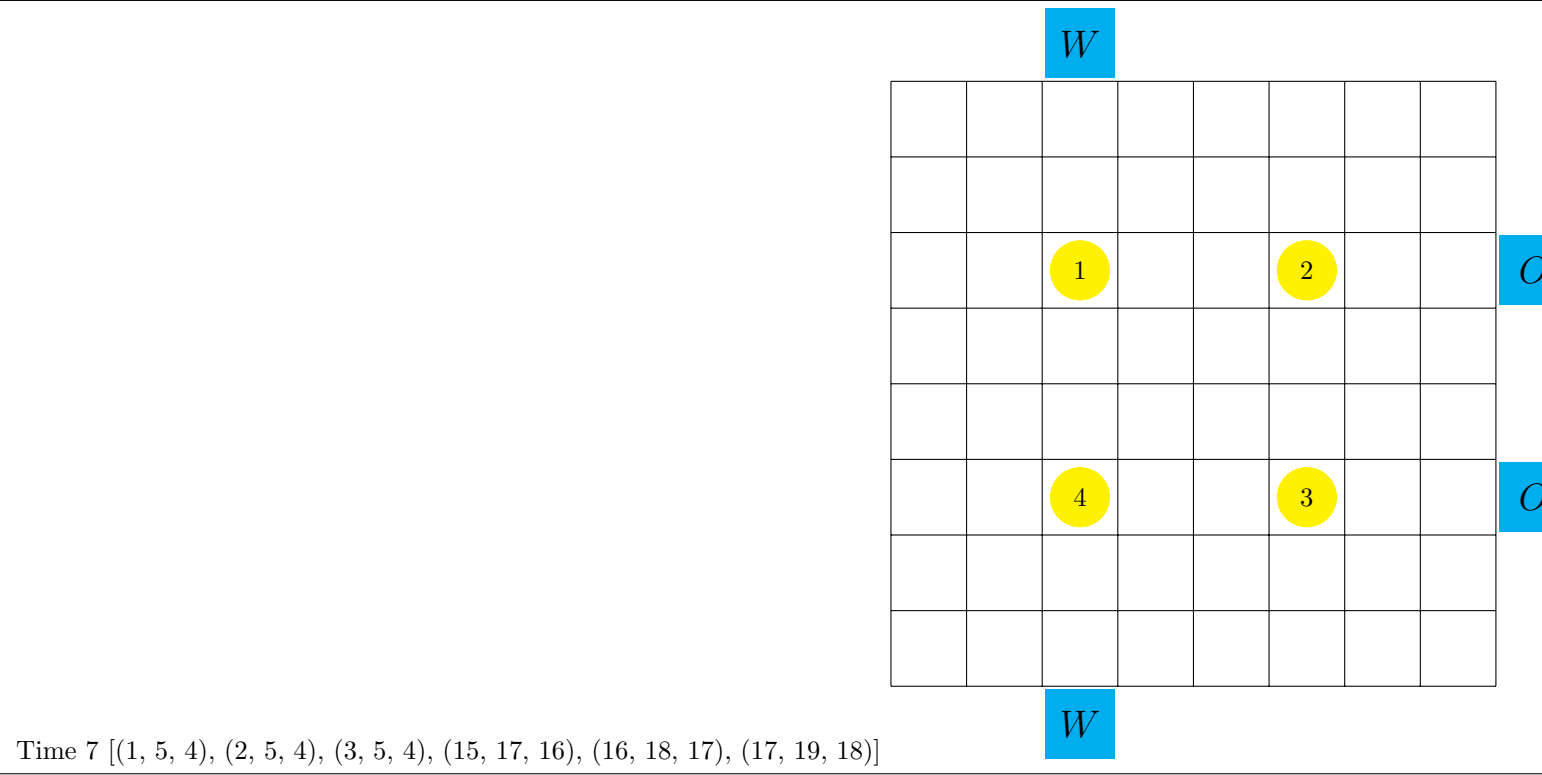 W
1 2 O
4 3 O
W
Time 7 [(1, 5, 4), (2, 5, 4), (3, 5, 4), (15, 17, 16), (16, 18, 17), (17, 19, 18)]